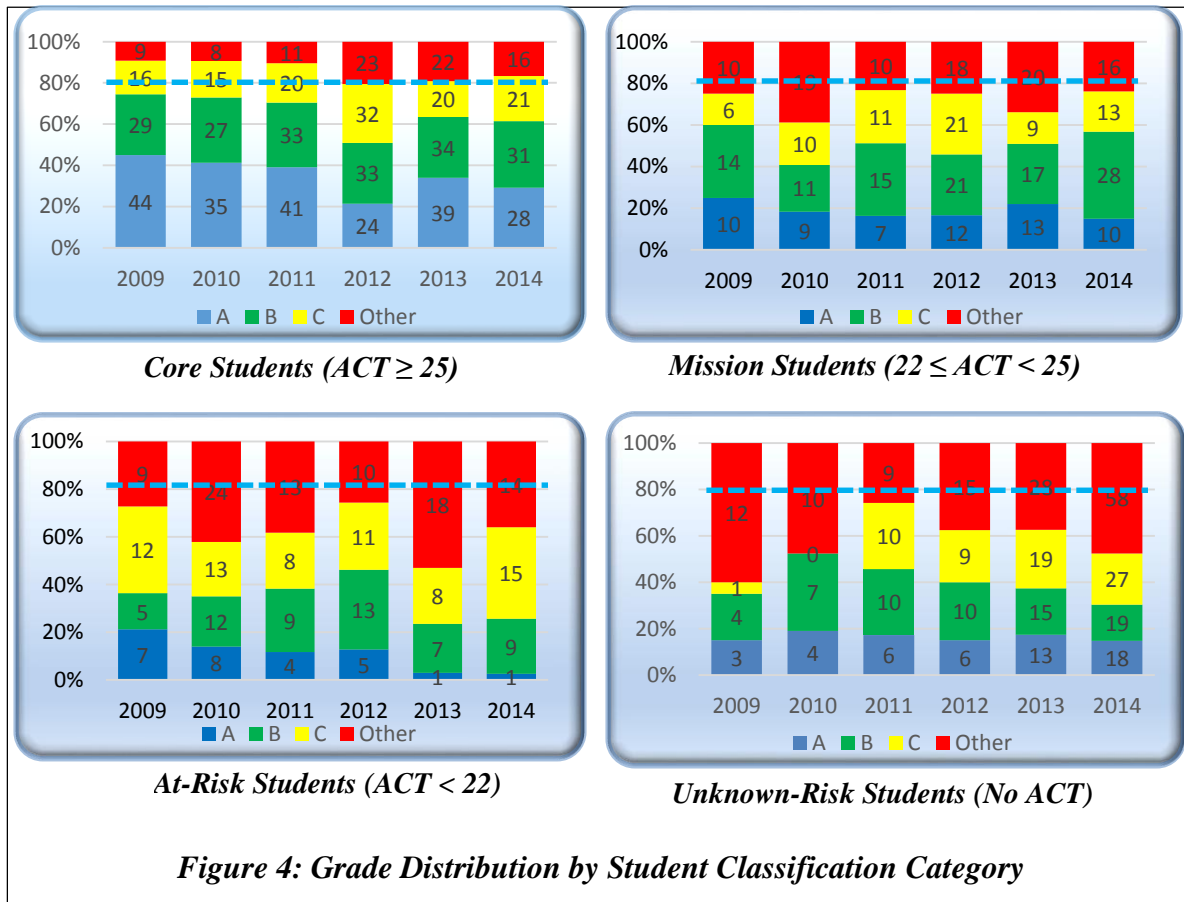 100%
80%
60%
40%
20%
0%
9 8 11 23 22 16
16 15 20 32 20 21
29 27 33 33 34 31
44 35 41 24 39 28
2009 2010 2011 2012 2013 2014
A B C Other
Core Students (ACT ≥ 25)
100%
80%
60%
40%
20%
0%
10 19 10 18 20 16
6 10 11 21 9 13
14 11 15 21 17 28
10 9 7 12 13 10
2009 2010 2011 2012 2013 2014
A B C Other
Mission Students (22 ≤ ACT < 25)
100%
80%
60%
40%
20%
0%
9 24 13 10 18 14
12 13 8 11 8 15
5 12 9 13 7 9
7 8 4 5 1 1
2009 2010 2011 2012 2013 2014
A B C Other
At-Risk Students (ACT < 22)
100%
80%
60%
40%
20%
0%
12 10 9 15 28 58
1 0 10 9 19 27
4 7 10 10 15 19
3 4 6 6 13 18
2009 2010 2011 2012 2013 2014
A B C Other
Unknown-Risk Students (No ACT)
Figure 4: Grade Distribution by Student Classification Category